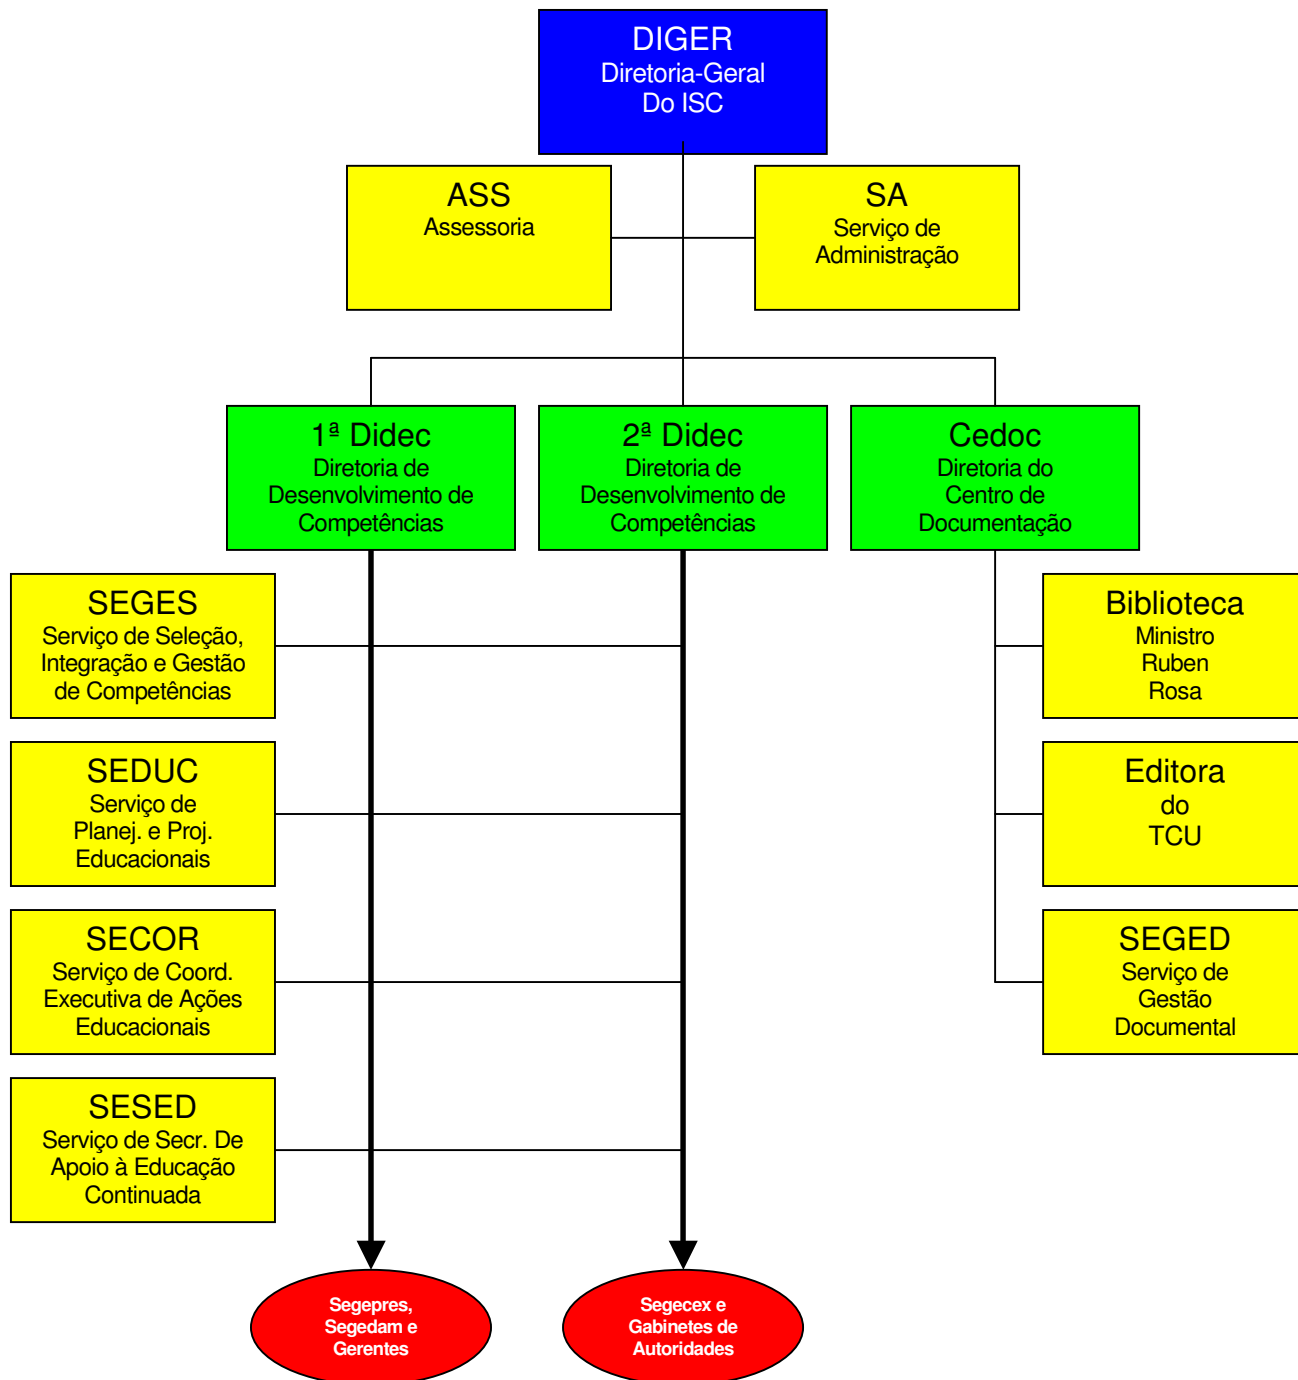 DIGER
Diretoria-Geral
Do ISC
ASS
Assessoria
SA
Serviço de
Administração
1ª Didec
Diretoria de
Desenvolvimento de
Competências
2ª Didec
Diretoria de
Desenvolvimento de
Competências
Cedoc
Diretoria do
Centro de
Documentação
SEGES
Serviço de Seleção,
Integração e Gestão
de Competências
Biblioteca
Ministro
Ruben
Rosa
SEDUC
Serviço de
Planej. e Proj.
Educacionais
Editora
do
TCU
SECOR
Serviço de Coord.
Executiva de Ações
Educacionais
SEGED
Serviço de
Gestão
Documental
SESED
Serviço de Secr. De
Apoio à Educação
Continuada
Segepres,
Segedam e
Gerentes
Segecex e
Gabinetes de
Autoridades